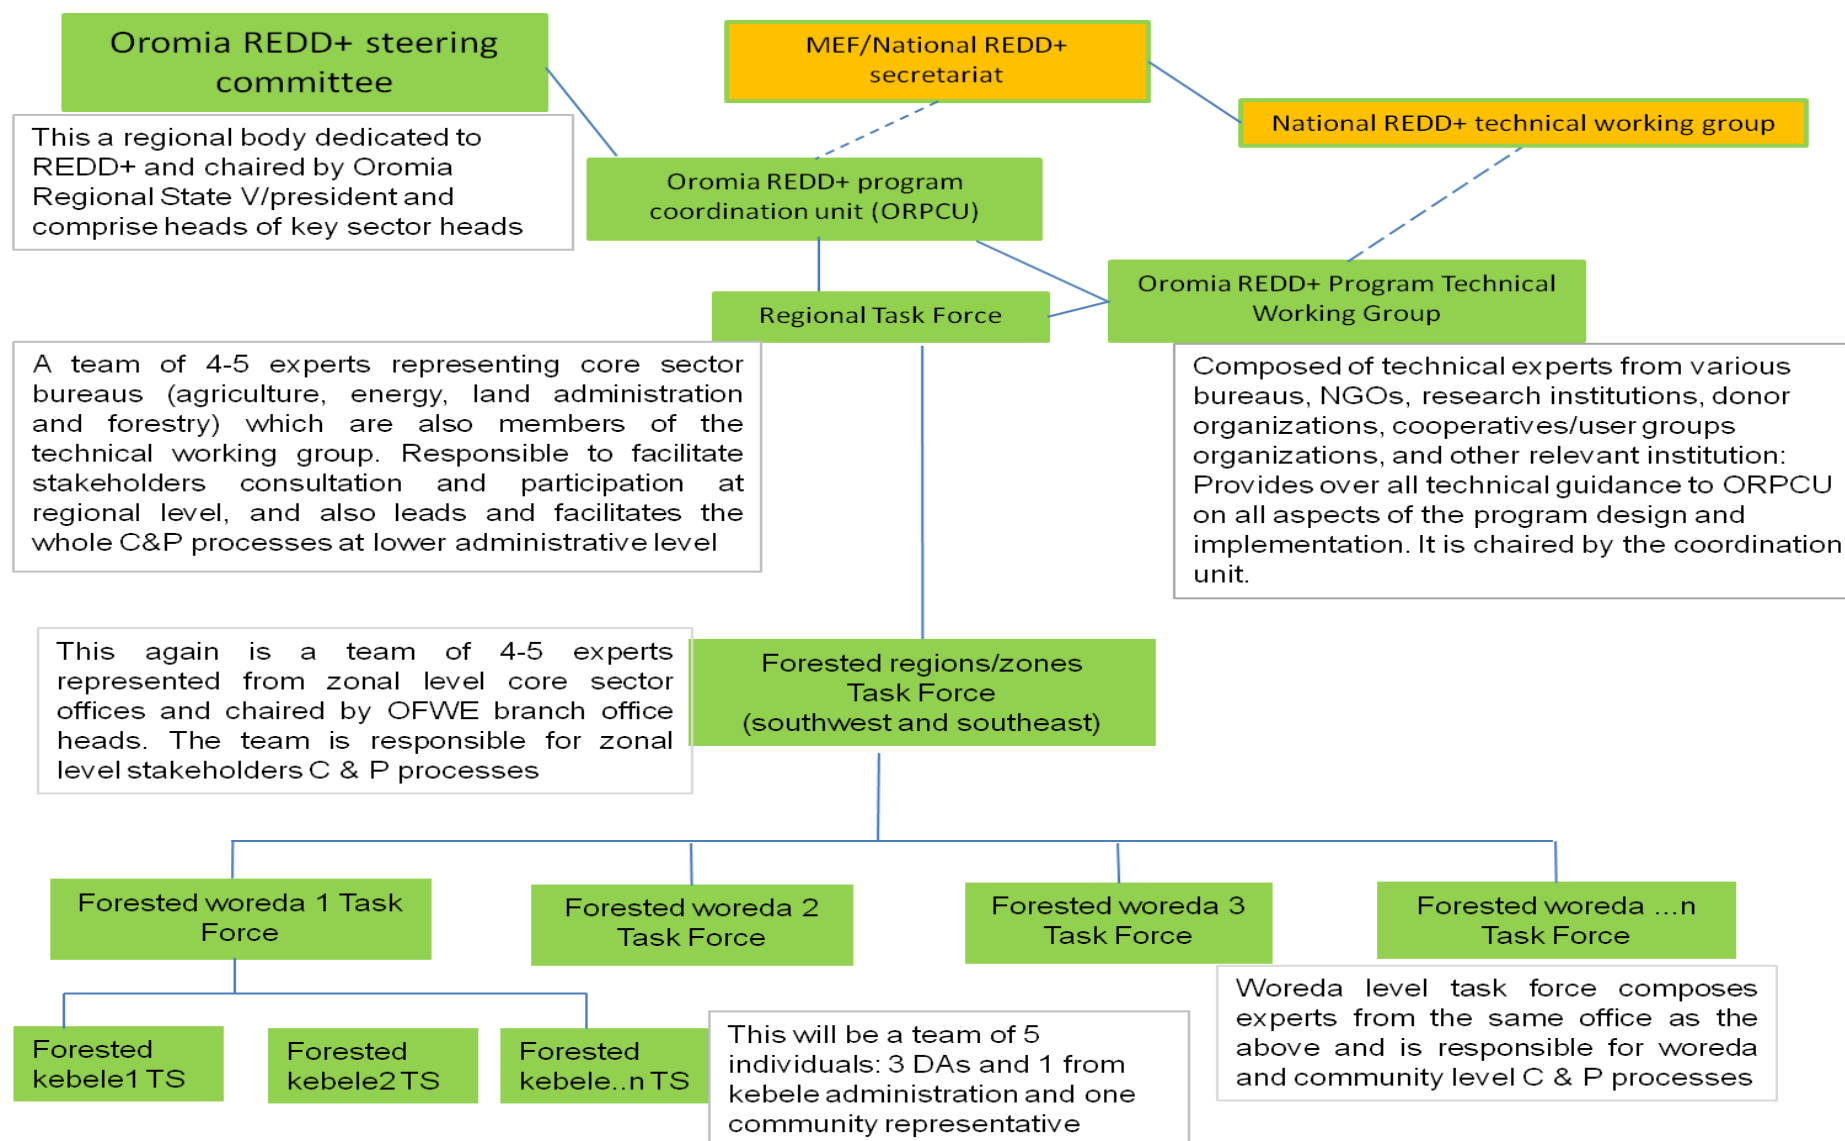 Oromia REDD+ steering
committee
MEF/National REDD+
secretariat
National REDD+ technical working group
This a regional body dedicated to
REDD+ and chaired by Oromia
Regional State V/president and
comprise heads of key sector heads
Oromia REDD+ program
coordination unit (ORPCU)
Regional Task Force
Oromia REDD+ Program Technical
Working Group
A team of 4-5 experts representing core sector
bureaus (agriculture, energy, land administration
and forestry) which are also members of the
technical working group. Responsible to facilitate
stakeholders consultation and participation at
regional level, and also leads and facilitates the
whole C&P processes at lower administrative level
Composed of technical experts from various
bureaus, NGOs, research institutions, donor
organizations, cooperatives/user groups
organizations, and other relevant institution:
Provides over all technical guidance to ORPCU
on all aspects of the program design and
implementation. It is chaired by the coordination
unit.
This again is a team of 4-5 experts
represented from zonal level core sector
offices and chaired by OFWE branch office
heads. The team is responsible for zonal
level stakeholders C & P processes
Forested regions/zones
Task Force
(southwest and southeast)
Forested woreda 1 Task
Force
Forested woreda 2
Task Force
Forested woreda 3
Task Force
Forested woreda ...n
Task Force
Forested
kebele1 TS
Forested
kebele2 TS
Forested
kebele..n TS
This will be a team of 5
individuals: 3 DAs and 1 from
kebele administration and one
community representative
Woreda level task force composes
experts from the same office as the
above and is responsible for woreda
and community level C & P processes